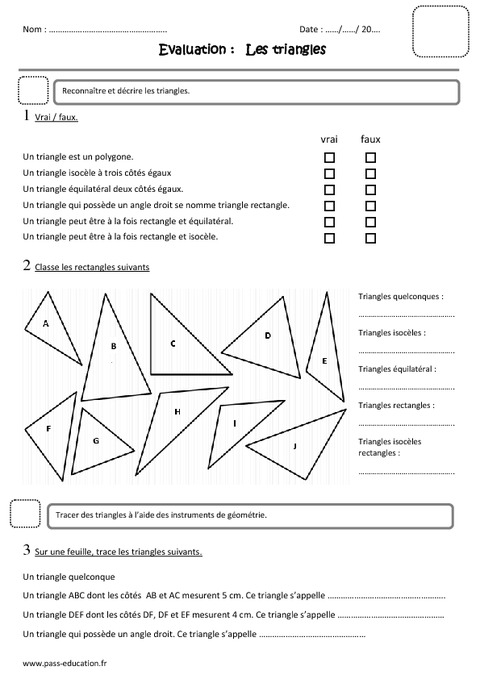 Nom : ................................................
Date : ....../....../ 20....
Evaluation : Les triangles
Reconnaître et décrire les triangles.
1 Vrai / faux.
vrai faux
Un triangle est un polygone.
Un triangle isocèle à trois côtés égaux
Un triangle équilatéral deux côtés égaux.
Un triangle qui possède un angle droit se nomme triangle rectangle.
Un triangle peut être à la fois rectangle et équilatéral.
Un triangle peut être à la fois rectangle et isocèle.
2 Classe les rectangles suivants
A
B
C
D
E
F
G
H
I
J
Triangles quelconques :
.......................................
Triangles isocèles :
.......................................
Triangles équilatéral :
.......................................
Triangles rectangles :
.......................................
Triangles isocèles
rectangles :
.......................................
Tracer des triangles à l'aide des instruments de géométrie.
3 Sur une feuille, trace les triangles suivants.
Un triangle quelconque
Un triangle ABC dont les côtés AB et AC mesurent 5 cm. Ce triangle s'appelle ................................................
Un triangle DEF dont les côtés DF, DF et EF mesurent 4 cm. Ce triangle s'appelle ............................................
Un triangle qui possède un angle droit. Ce triangle s'appelle ............................................
www.pass-education.fr